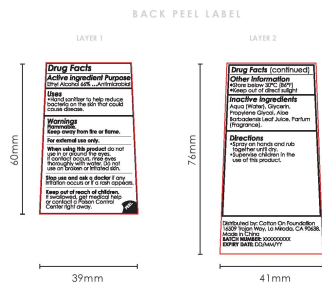 BACK PEEL LABEL
LAYER 1
Drug Facts
Active ingredient Purpose
Ethyl Alcohol 66% ...Antimicrobial
Uses
•Hand sanitizer to help reduce
bacteria on the skin that could
cause disease.
Warnings
Flammable.
Keep away from fire or flame.
For external use only.
When using this product do not
use in or around the eyes.
If contact occurs, rinse eyes
thoroughly with water. Do not
use on broken or irritated skin.
Stop use and ask a doctor if any
irritation occurs or if a rash appears.
Keep out of reach of children.
If swallowed, get medical help
or contact a Poison Control
Center right away.
PEEL
60mm
39mm
LAYER 2
Drug Facts (continued)
Other Information
•Store below 30°C (86°F)
•Keep out of direct sulight
Inactive Ingredients
Aqua (Water), Glycerin,
Propylene Glycol, Aloe
Barbadensis Leaf Juice, Parfum
(Fragrance).
Directions
•Spray on hands and rub
together until dry.
•Supervise children in the
use of this product.
Distributed by: Cotton On Foundation
16509 Trojan Way, La Mirada, CA 90638,
Made in China
BATCH NUMBER: XXXXXXXXX
EXPIRY DATE: DD/MM/YY
76mm
41mm